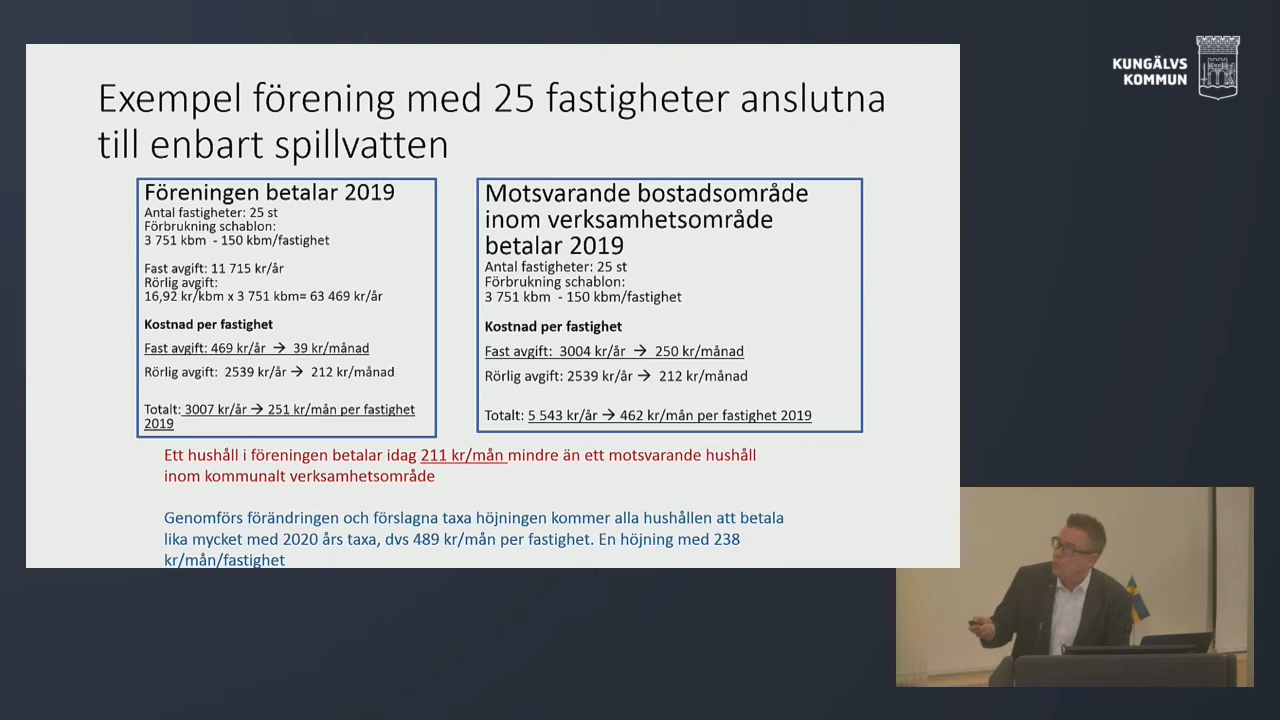 KUNGÄLVS
KOMMUN
Exempel förening med 25 fastigheter anslutna
till enbart spillvatten
Föreningen betalar 2019
Antal fastigheter: 25 st
Förbrukning schablon:
3 751 kbm - 150 kbm/fastighet
Fast avgift: 11 715 kr/år
Rörlig avgift:
16,92 kr/kbm x 3 751 kbm= 63 469 kr/år
Kostnad per fastighet
Fast avgift: 469 kr/år → 39 kr/månad
Rörlig avgift: 2539 kr/år → 212 kr/månad
Totalt: 3007 kr/år → 251 kr/mån per fastighet
2019
Motsvarande bostadsområde
inom verksamhetsområde
betalar 2019
Antal fastigheter: 25 st
Förbrukning schablon:
3 751 kbm - 150 kbm/fastighet
Kostnad per fastighet
Fast avgift: 3004 kr/år → 250 kr/månad
Rörlig avgift: 2539 kr/år → 212 kr/månad
Totalt: 5 543 kr/år → 462 kr/mån per fastighet 2019
Ett hushåll i föreningen betalar idag 211 kr/mån mindre än ett motsvarande hushåll
inom kommunalt verksamhetsområde
Genomförs förändringen och förslagna taxa höjningen kommer alla hushållen att betala
lika mycket med 2020 års taxa, dvs 489 kr/mån per fastighet. En höjning med 238
kr/mån/fastighet